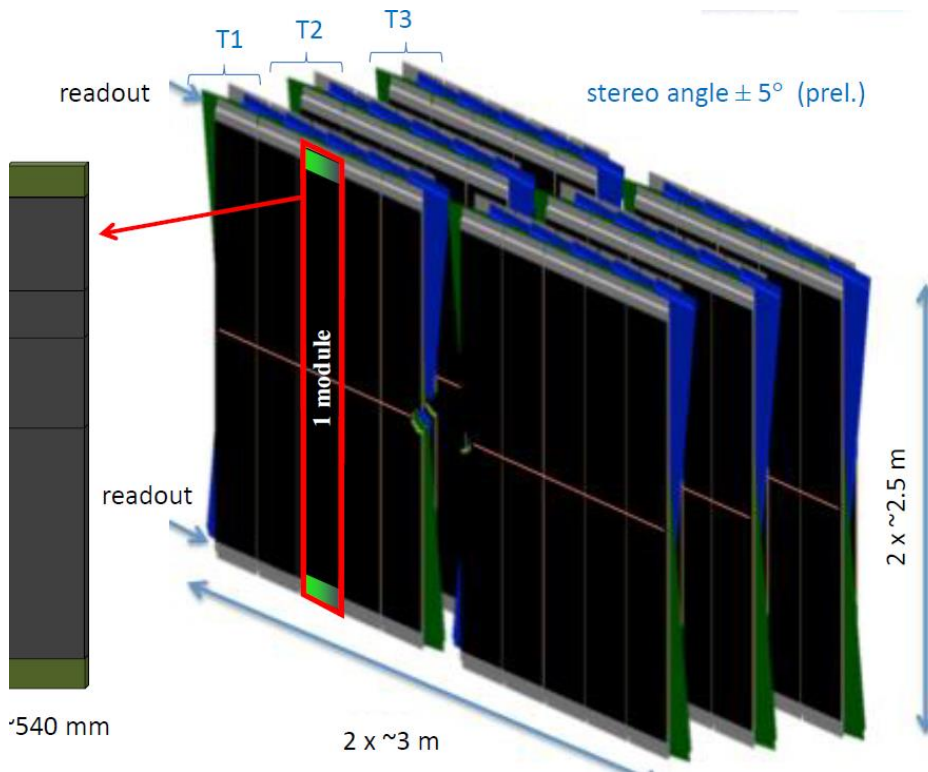 T1
T2
T3
readout
stereo angle ± 5° (prel.)
1 module
readout
2 x ~2.5 m
~540 mm
2 x ~3 m